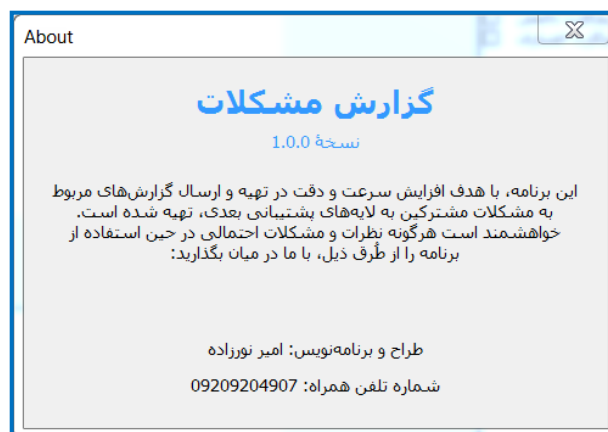 About
گزارش مشکلات
نسخهٔ 1.0.0
این برنامه، با هدف افزایش سرعت و دقت در تهیه و ارسال گزارش‌های مربوط
به مشکلات مشترکین به لایه‌های پشتیبانی بعدی، تهیه شده است.
خواهشمند است هرگونه نظرات و مشکلات احتمالی در حین استفاده از
برنامه را از طُرق ذیل، با ما در میان بگذارید:
طراح و برنامه‌نویس: امیر نورزاده
شماره تلفن همراه: 09209204907